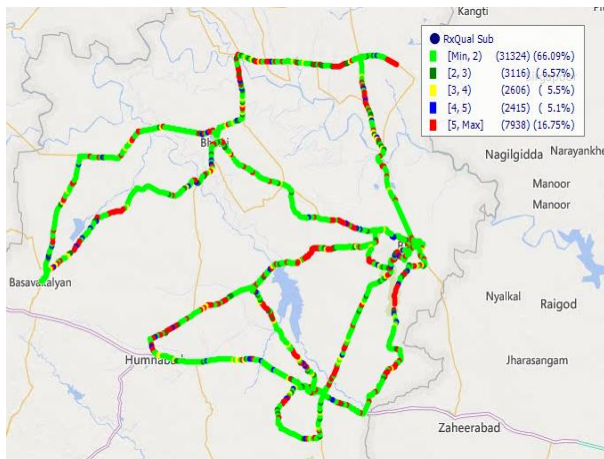 Kangti
RxQual Sub
[Min, 2) (31324) (66.09%)
[2, 3) (3116) ( 6.57%)
[3, 4) (2606) ( 5.5%)
[4, 5) (2415) ( 5.1%)
[5, Max] (7938) (16.75%)
Nagilgidda
Narayankhe
Manoor
Manoor
Basavakalyan
Nyalkal
Raigod
Humnabad
Jharasangam
Zaheerabad